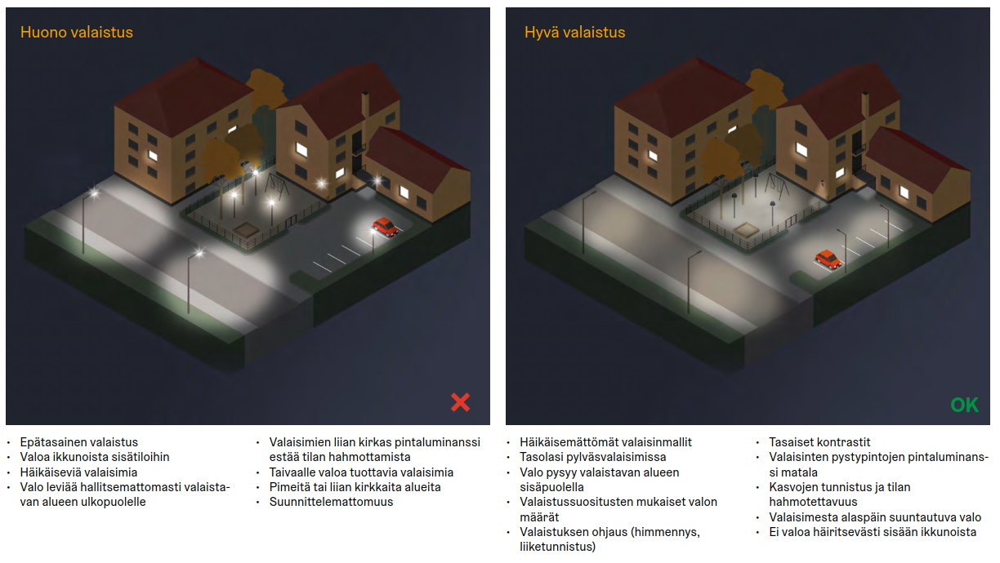 Huono valaistus
• Epätasainen valaistus
• Valoa ikkunoista sisätiloihin
• Häikäiseviä valaisimia
• Valo leviää hallitsemattomasti valaista-
van alueen ulkopuolelle
• Valaisimien liian kirkas pintaluminanssi
estää tilan hahmottamista
• Taivaalle valoa tuottavia valaisimia
• Pimeitä tai liian kirkkaita alueita
• Suunnittelemattomuus
Hyvä valaistus
OK
• Häikäisemättömät valaisinmallit
• Tasolasi pylväsvalaisimissa
• Valo pysyy valaistavan alueen
sisäpuolella
• Valaistussuositusten mukaiset valon
määrät
• Valaistuksen ohjaus (himmennys,
liiketunnistus)
• Tasaiset kontrastit
• Valaisinten pystypintojen pintaluminans-
si matala
• Kasvojen tunnistus ja tilan
hahmotettavuus
• Valaisimesta alaspäin suuntautuva valo
• Ei valoa häiritsevästi sisään ikkunoista